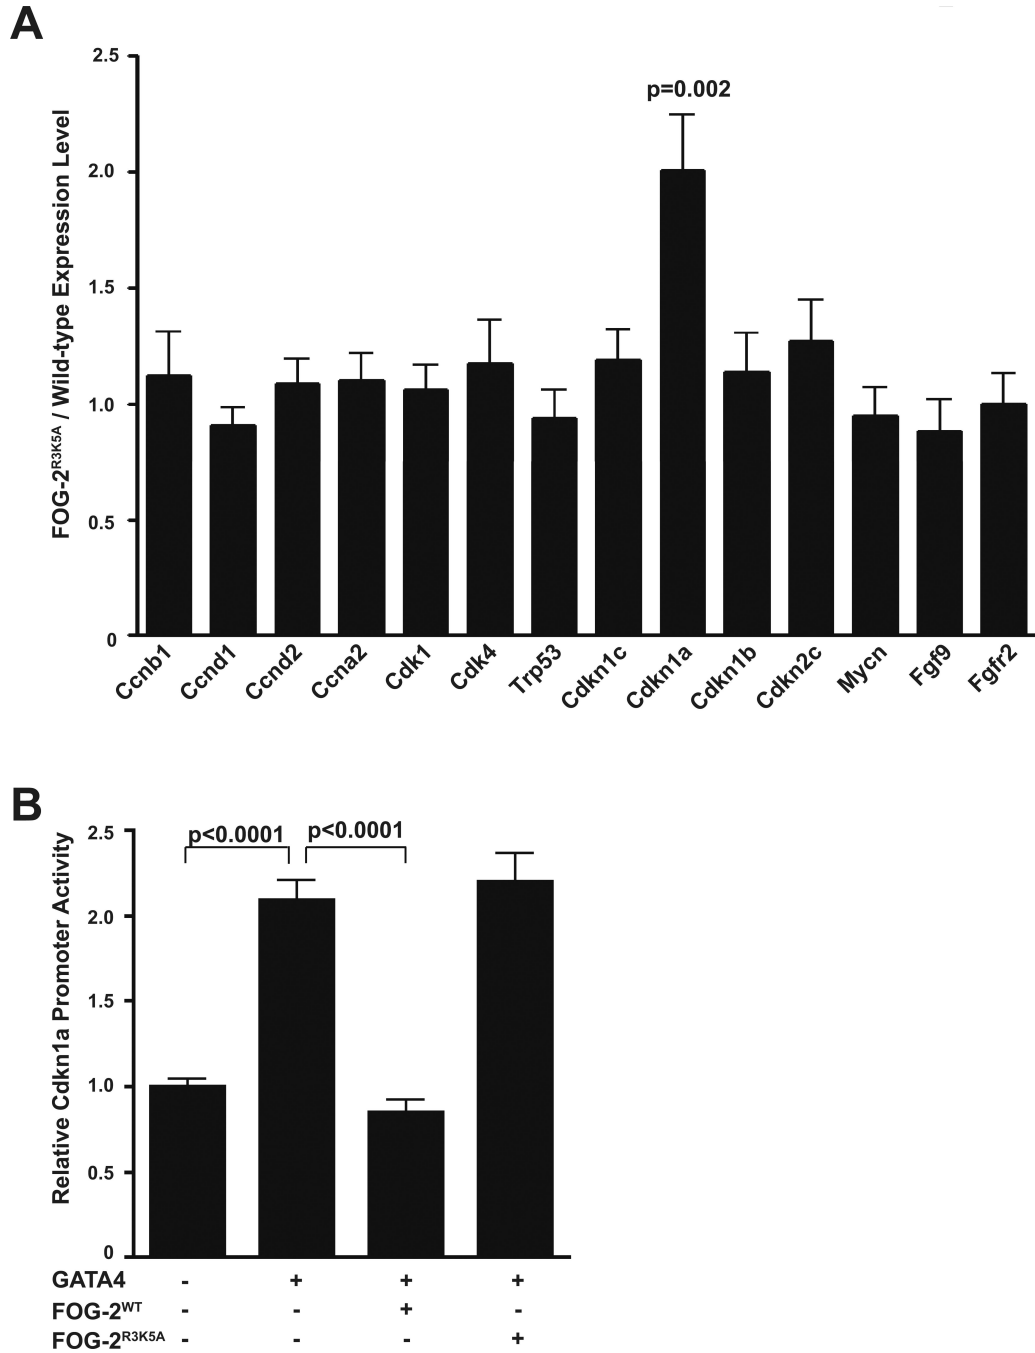 A
p=0.002
FOG-2R3K5A / Wild-type Expression Level
2.5
2.0
1.5
1.0
0.5
0
Ccnb1 Ccnd1 Ccnd2 Ccna2 Cdk1 Cdk4 Trp53 Cdkn1c Cdkn1a Cdkn1b Cdkn2c Mycn Fgf9 Fgfr2
B
p<0.0001 p<0.0001
Relative Cdkn1a Promoter Activity
2.5
2.0
1.5
1.0
0.5
0
GATA4 - + + +
FOG-2WT - - + -
FOG-2R3K5A - - - +